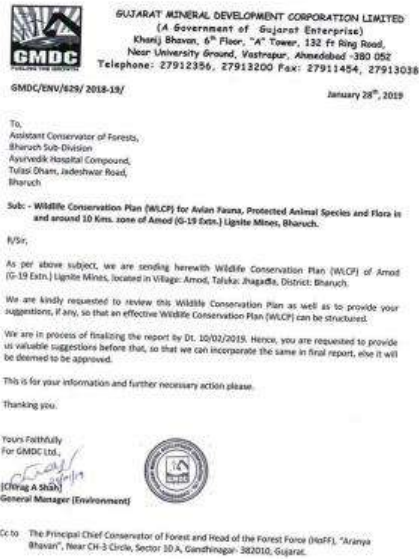 GUJARAT MINERAL DEVELOPMENT CORPORATION LIMITED
(A Government of Gujarat Enterprise)
Khanij Bhavan, 6th Floor, "A" Tower, 132 ft Ring Road,
Near University Ground, Vastrapur, Ahmedabad -380 052
Telephone: 27912356, 27913200 Fax: 27911454, 27913038
GMDC
FUELING THE GROWTH
GMDC/ENV/629/ 2018-19/
January 28th, 2019
To,
Assistant Conservator of Forests,
Bharuch Sub-Division
Ayurvedik Hospital Compound,
Tulasi Dham, Jadeshwar Road,
Bharuch
Sub: - Wildlife Conservation Plan (WLCP) for Avian Fauna, Protected Animal Species and Flora in
and around 10 Kms. zone of Amod (G-19 Extn.) Lignite Mines, Bharuch.
R/Sir,
As per above subject, we are sending herewith Wildlife Conservation Plan (WLCP) of Amod
(G-19 Extn.) Lignite Mines, located in Village: Amod, Taluka: Jhagadia, District: Bharuch.
We are kindly requested to review this Wildlife Conservation Plan as well as to provide your
suggestions, if any, so that an effective Wildlife Conservation Plan (WLCP) can be structured.
We are in process of finalizing the report by Dt. 10/02/2019. Hence, you are requested to provide
us valuable suggestions before that, so that we can incorporate the same in final report, else it will
be deemed to be approved.
This is for your information and further necessary action please.
Thanking you.
Yours Faithfully
For GMDC Ltd.,
(Chirag A Shah)
General Manager (Environment)
GMDC
Cc to The Principal Chief Conservator of Forest and Head of the Forest Force (HoFF), "Aranya
Bhavan", Near CH-3 Circle, Sector 10 A, Gandhinagar- 382010, Gujarat.